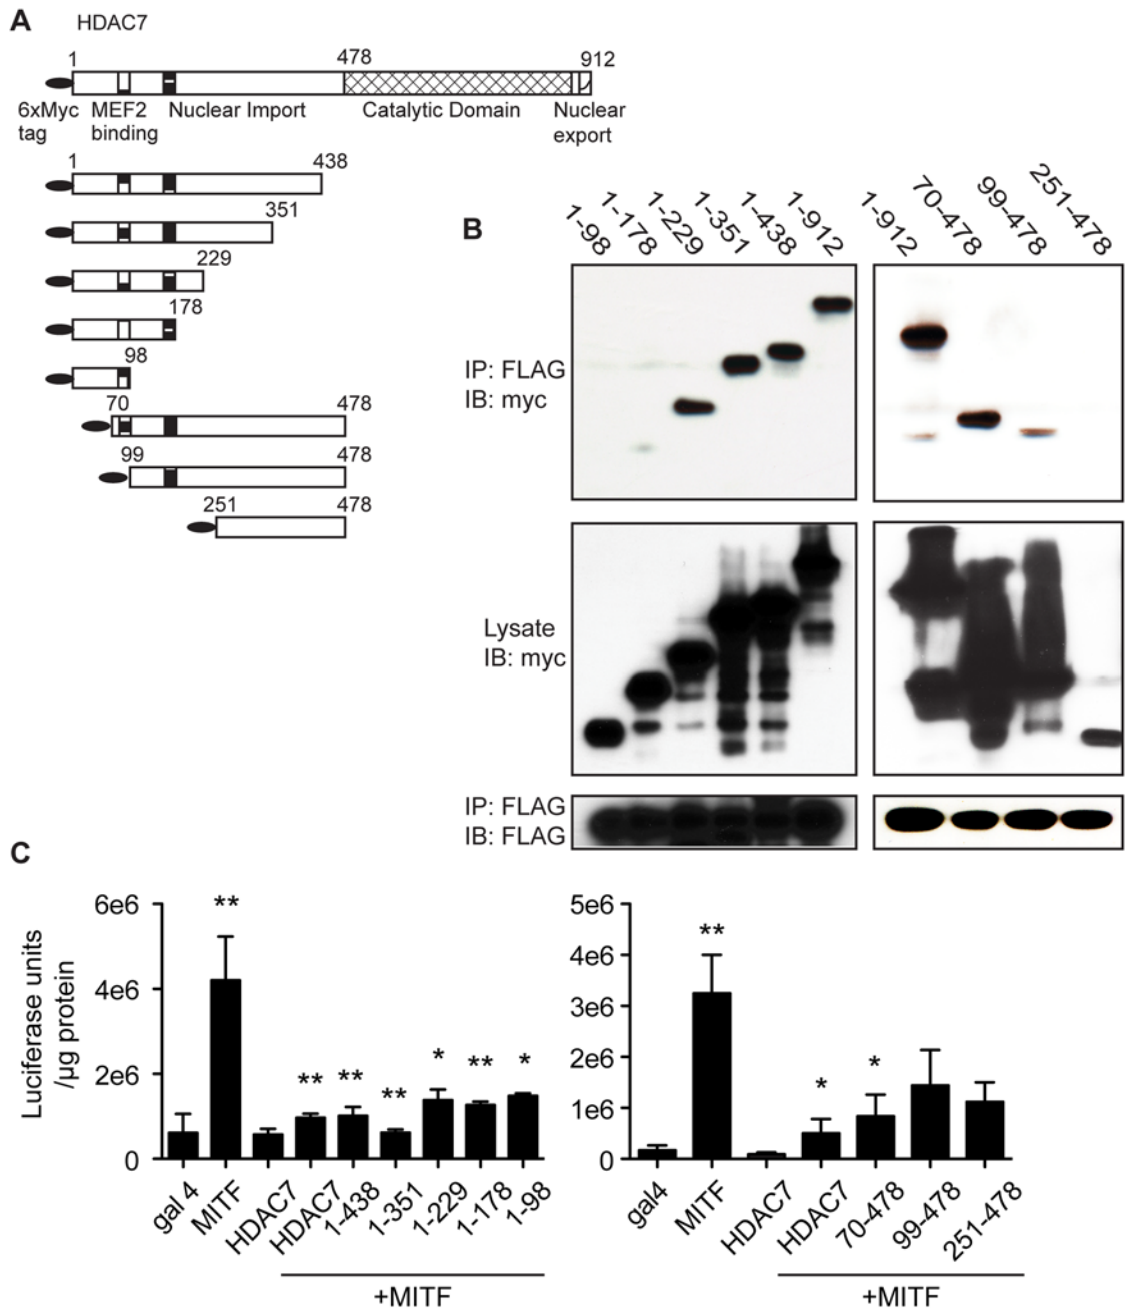 A
HDAC7
1 478 912
6xMyc MEF2 Nuclear Import Catalytic Domain Nuclear
tag binding export
1 438
351
229
178
98
70 478
99 478
251 478
B
1-98 1-178 1-229 1-351 1-438 1-912
1-912 70-478 99-478 251-478
IP: FLAG
IB: myc
Lysate
IB: myc
IP: FLAG
IB: FLAG
C
Luciferase units
/μg protein
6e6
4e6
2e6
0
** ** ** ** * ** *
gal 4 MITF HDAC7 HDAC7 1-438 1-351 1-229 1-178 1-98
+MITF
5e6
4e6
3e6
2e6
1e6
0
** * *
gal4 MITF HDAC7 HDAC7 70-478 99-478 251-478
+MITF